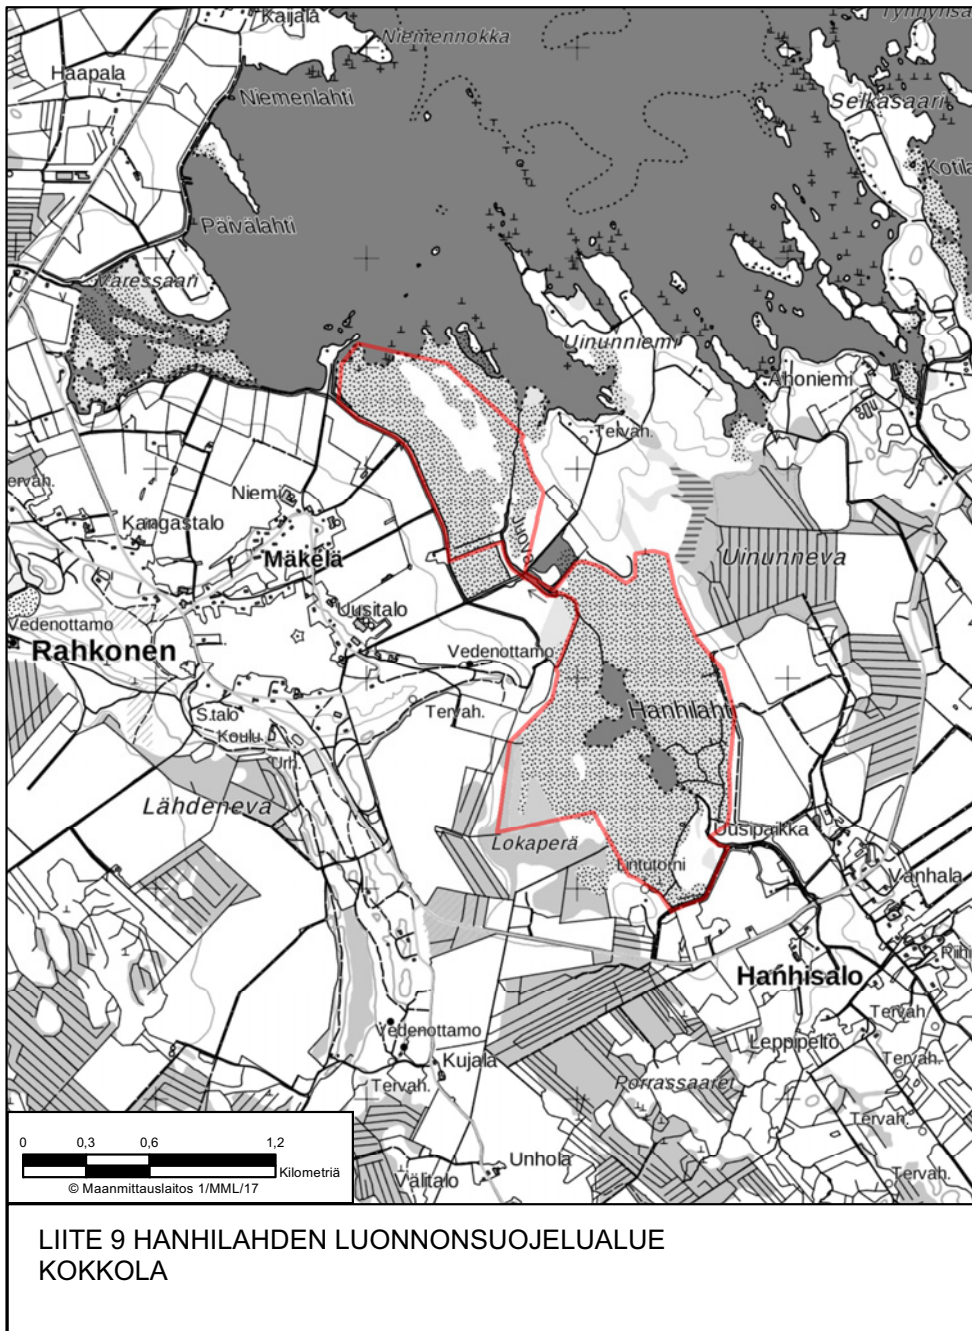 Kaijala
Niemennokka
Haapala
Niemenlahti
Selkäsaari
Päivälahti
Varessaari
Uinunniemi
Ahoniemi
Tervah.
Niemi
Kangastalo
Mäkelä
Uinunneva
Uusitalo
Vedenottamo
Rahkonen
Vedenottamo
S.talo
Tervah.
Hanhilahti
Koulu
Urh.
Lähdeneva
Uusipaikka
Lokaperä
Lintutorni
Vanhala
Hanhisalo
Tervah.
Vedenottamo
Leppipelto
Kujala
Tervah.
Tervah.
Porrassaaret
Tervah.
Unhola
Välitalo
Tervah.
0 0,3 0,6 1,2
Kilometriä
© Maanmittauslaitos 1/MML/17
LIITE 9 HANHILAHDEN LUONNONSUOJELUALUE
KOKKOLA